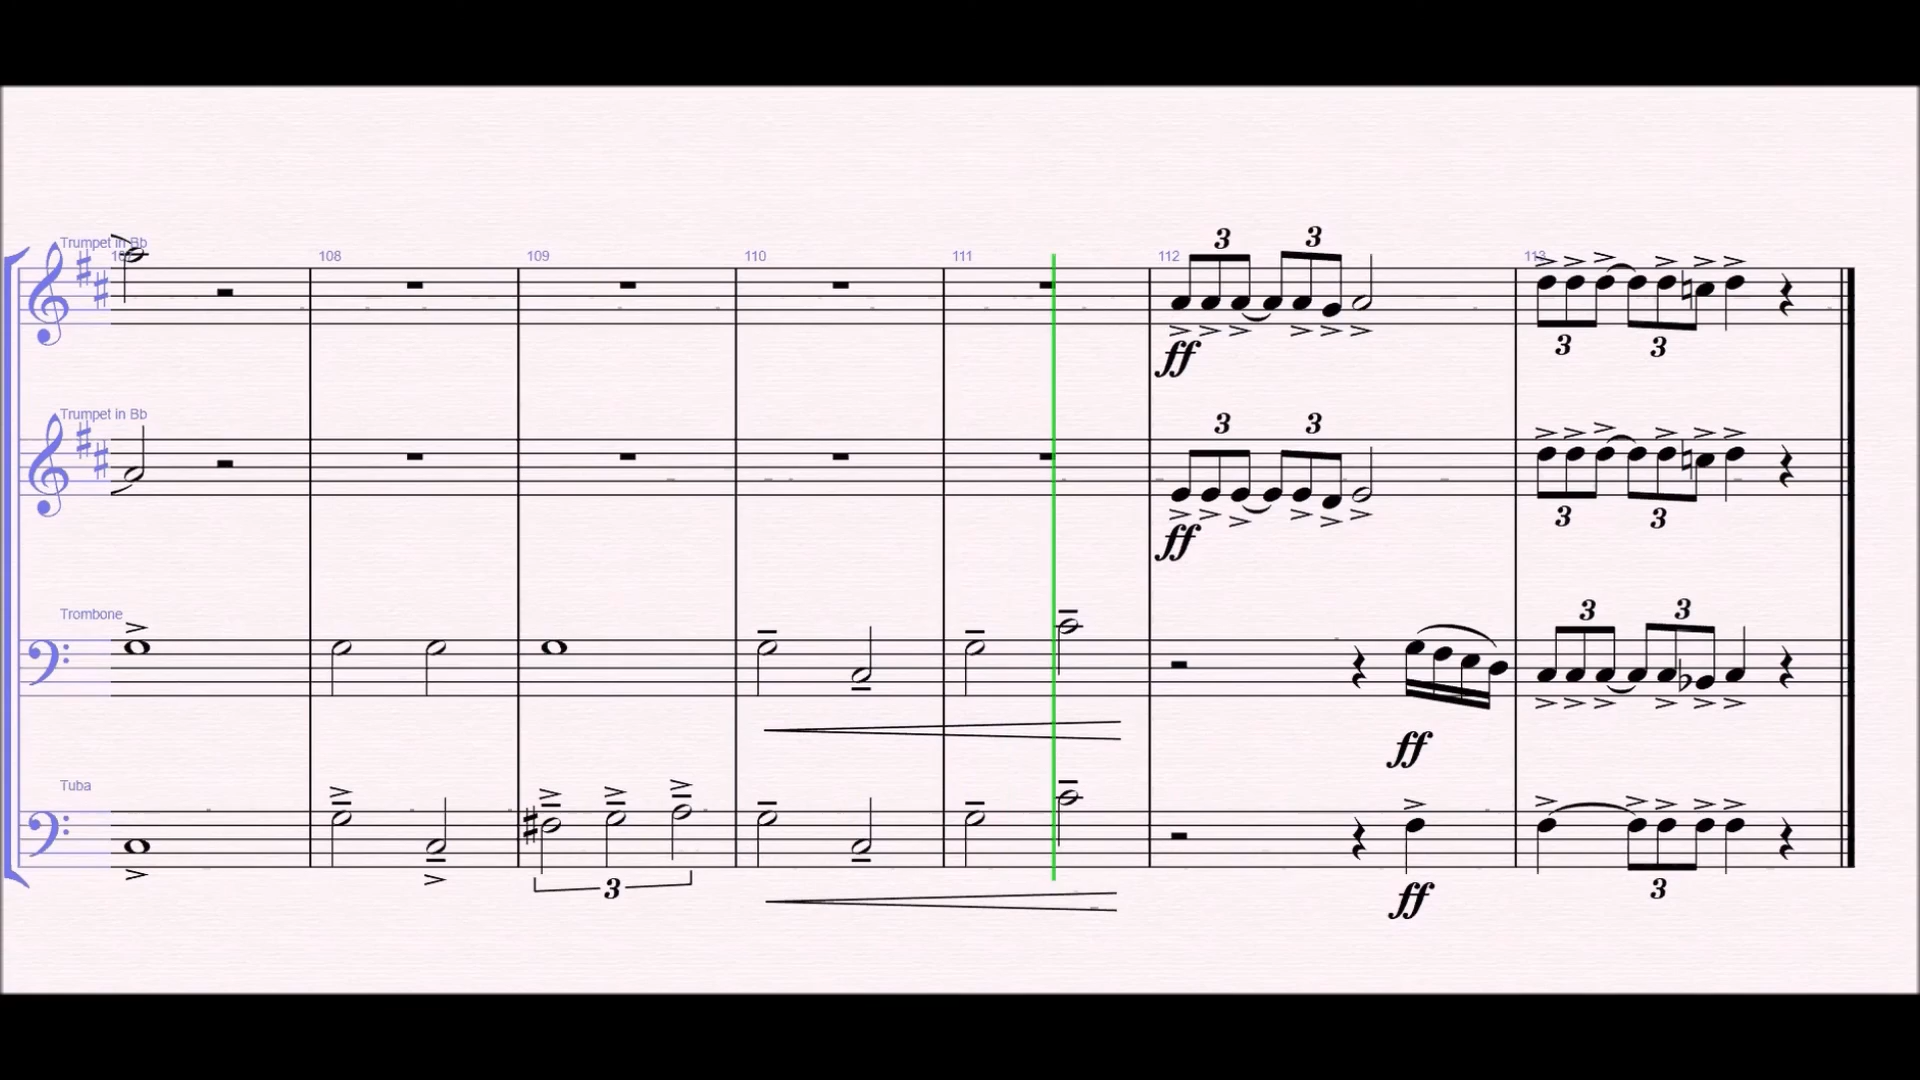 Trumpet in Bb
108 109 110 111 112 113
3 3
3 3
ff
Trumpet in Bb
3 3
3 3
ff
Trombone
3 3
ff
Tuba
3
3
ff